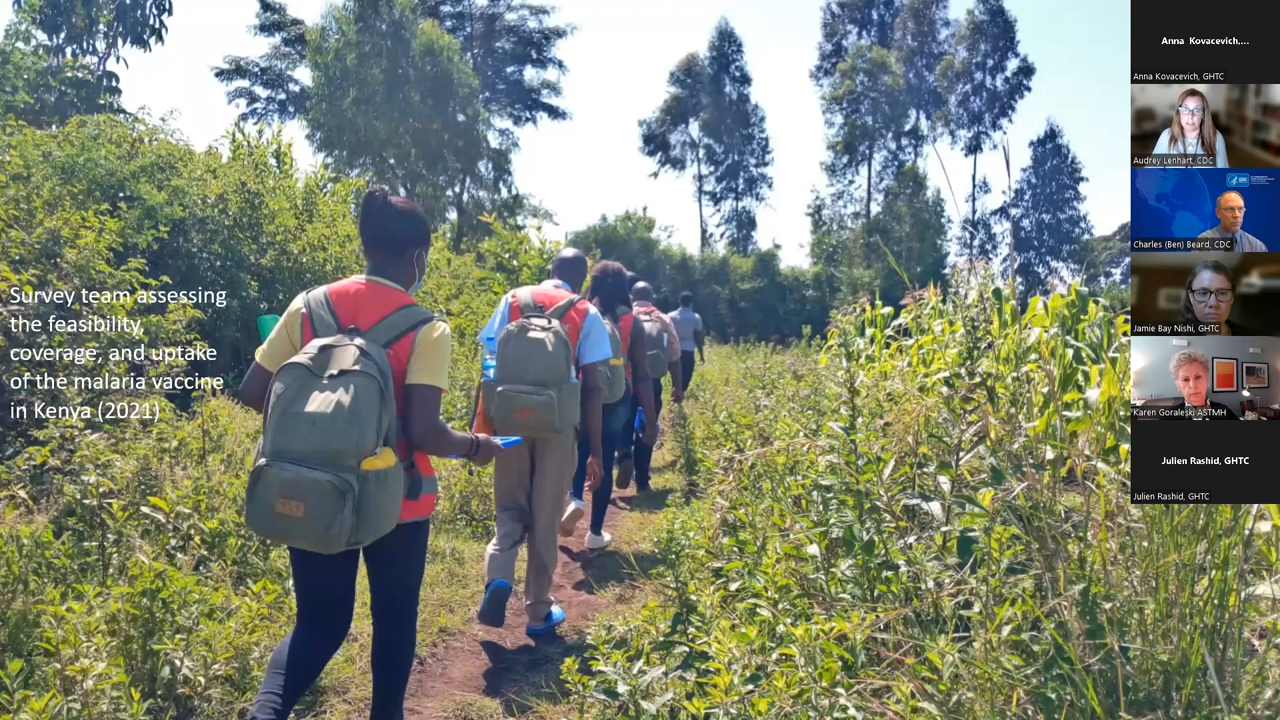 Survey team assessing
the feasibility,
coverage, and uptake
of the malaria vaccine
in Kenya (2021)
Anna Kovacevich,...
Anna Kovacevich, GHTC
Audrey Lenhart, CDC
CDC
Charles (Ben) Beard, CDC
Jamie Bay Nishi, GHTC
Karen Goraleski ASTMH
Julien Rashid, GHTC
Julien Rashid, GHTC